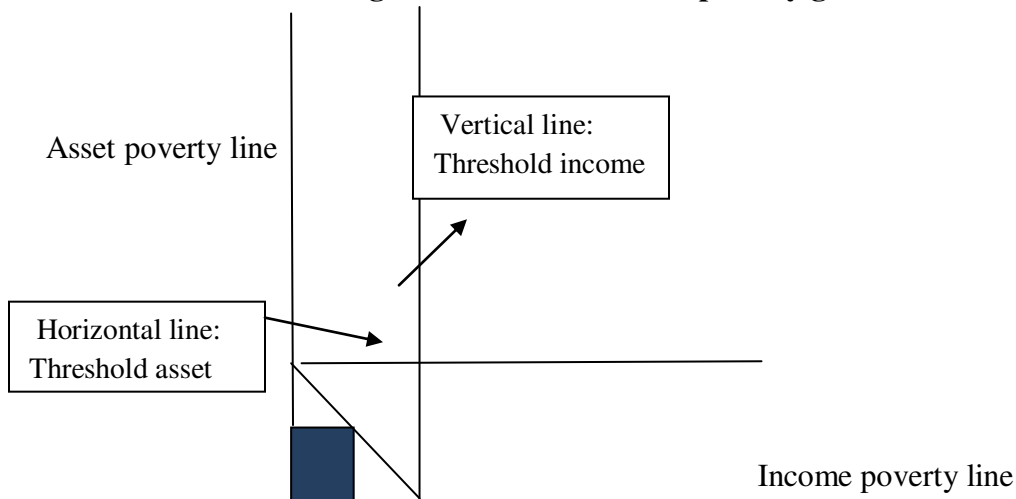 Vertical line:
Threshold income
Asset poverty line
Horizontal line:
Threshold asset
Income poverty line